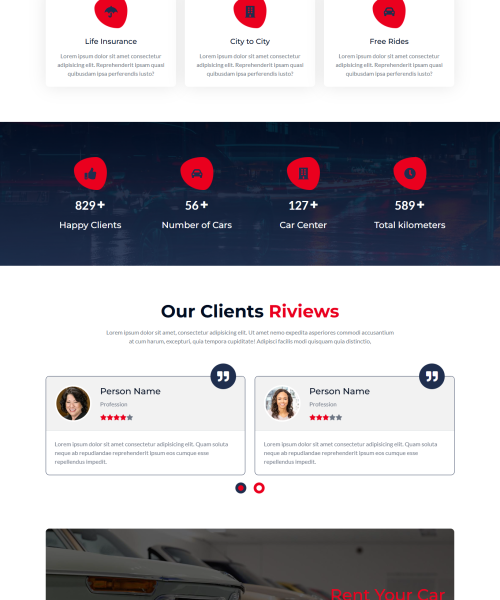 Life Insurance
Lorem ipsum dolor sit amet consectetur
adipisicing elit. Reprehenderit ipsam quasi
quibusdam ipsa perferendis iusto?
City to City
Lorem ipsum dolor sit amet consectetur
adipisicing elit. Reprehenderit ipsam quasi
quibusdam ipsa perferendis iusto?
Free Rides
Lorem ipsum dolor sit amet consectetur
adipisicing elit. Reprehenderit ipsam quasi
quibusdam ipsa perferendis iusto?
829+
Happy Clients
56+
Number of Cars
127+
Car Center
589+
Total kilometers
Our Clients Riviews
Lorem ipsum dolor sit amet, consectetur adipisicing elit. Ut amet nemo expedita asperiores commodi accusantium
at cum harum, excepturi, quia tempora cupiditate! Adipisci facilis modi quisquam quia distinctio,
Person Name
Profession
Lorem ipsum dolor sit amet consectetur adipisicing elit. Quam soluta
neque ab repudiandae reprehenderit ipsum eos cumque esse
repellendus impedit.
Person Name
Profession
Lorem ipsum dolor sit amet consectetur adipisicing elit. Quam soluta
neque ab repudiandae reprehenderit ipsum eos cumque esse
repellendus impedit.
Rent Your Car